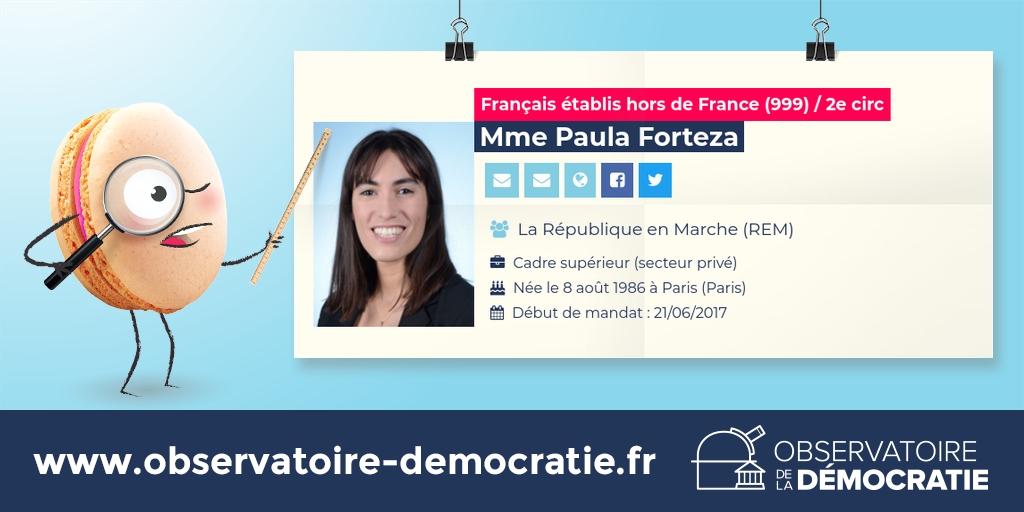 Français établis hors de France (999) / 2e circ
Mme Paula Forteza
La République en Marche (REM)
Cadre supérieur (secteur privé)
Née le 8 août 1986 à Paris (Paris)
Début de mandat : 21/06/2017
www.observatoire-democratie.fr
OBSERVATOIRE
DE LA DÉMOCRATIE